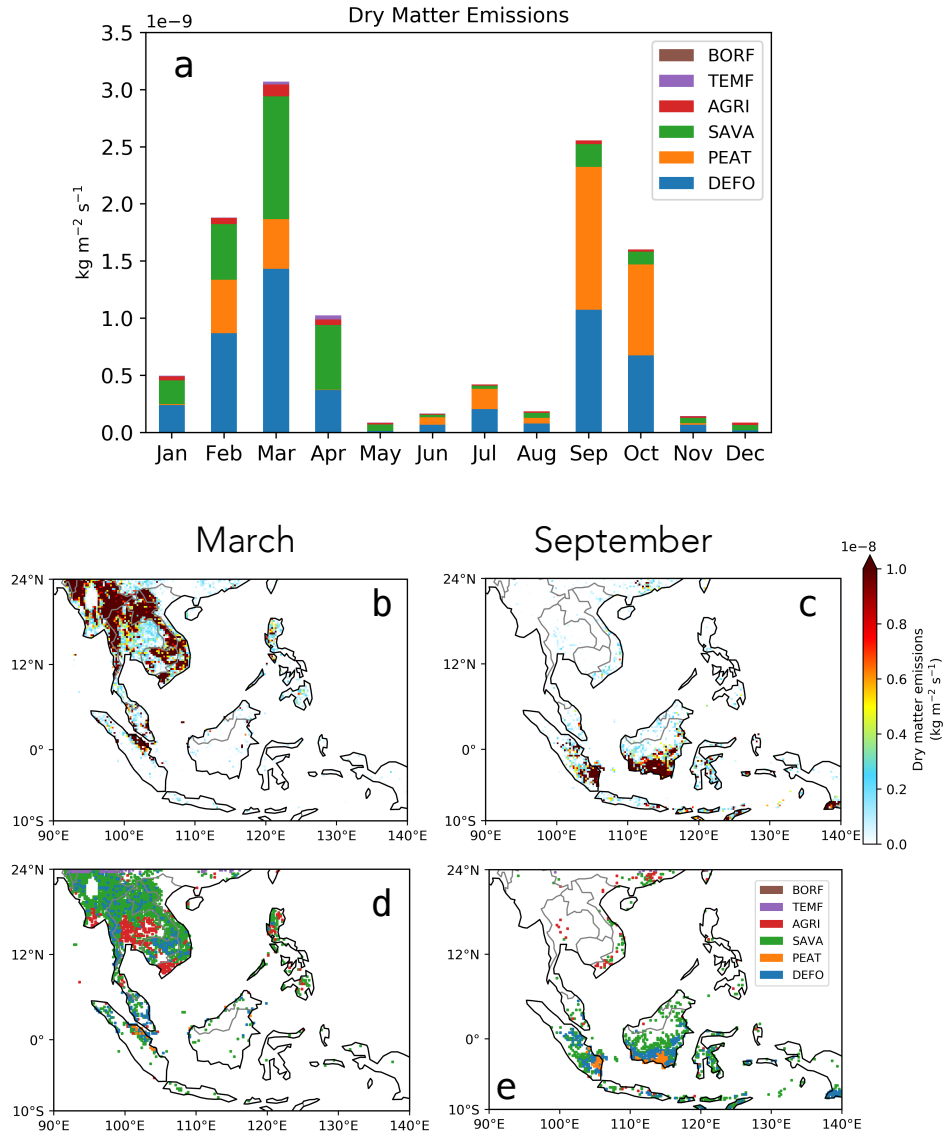 Dry Matter Emissions
1e−9
a
3.5
3.0
2.5
2.0
1.5
1.0
0.5
0.0
kg m⁻² s⁻¹
BORF
TEMF
AGRI
SAVA
PEAT
DEFO
Jan Feb Mar Apr May Jun Jul Aug Sep Oct Nov Dec
March
September
1e−8
24°N
12°N
0°
10°S
90°E 100°E 110°E 120°E 130°E 140°E
b
24°N
12°N
0°
10°S
90°E 100°E 110°E 120°E 130°E 140°E
c
1.0
0.8
0.6
0.4
0.2
0.0
Dry matter emissions
(kg m⁻² s⁻¹)
24°N
12°N
0°
10°S
90°E 100°E 110°E 120°E 130°E 140°E
d
24°N
12°N
0°
10°S
90°E 100°E 110°E 120°E 130°E 140°E
e
BORF
TEMF
AGRI
SAVA
PEAT
DEFO